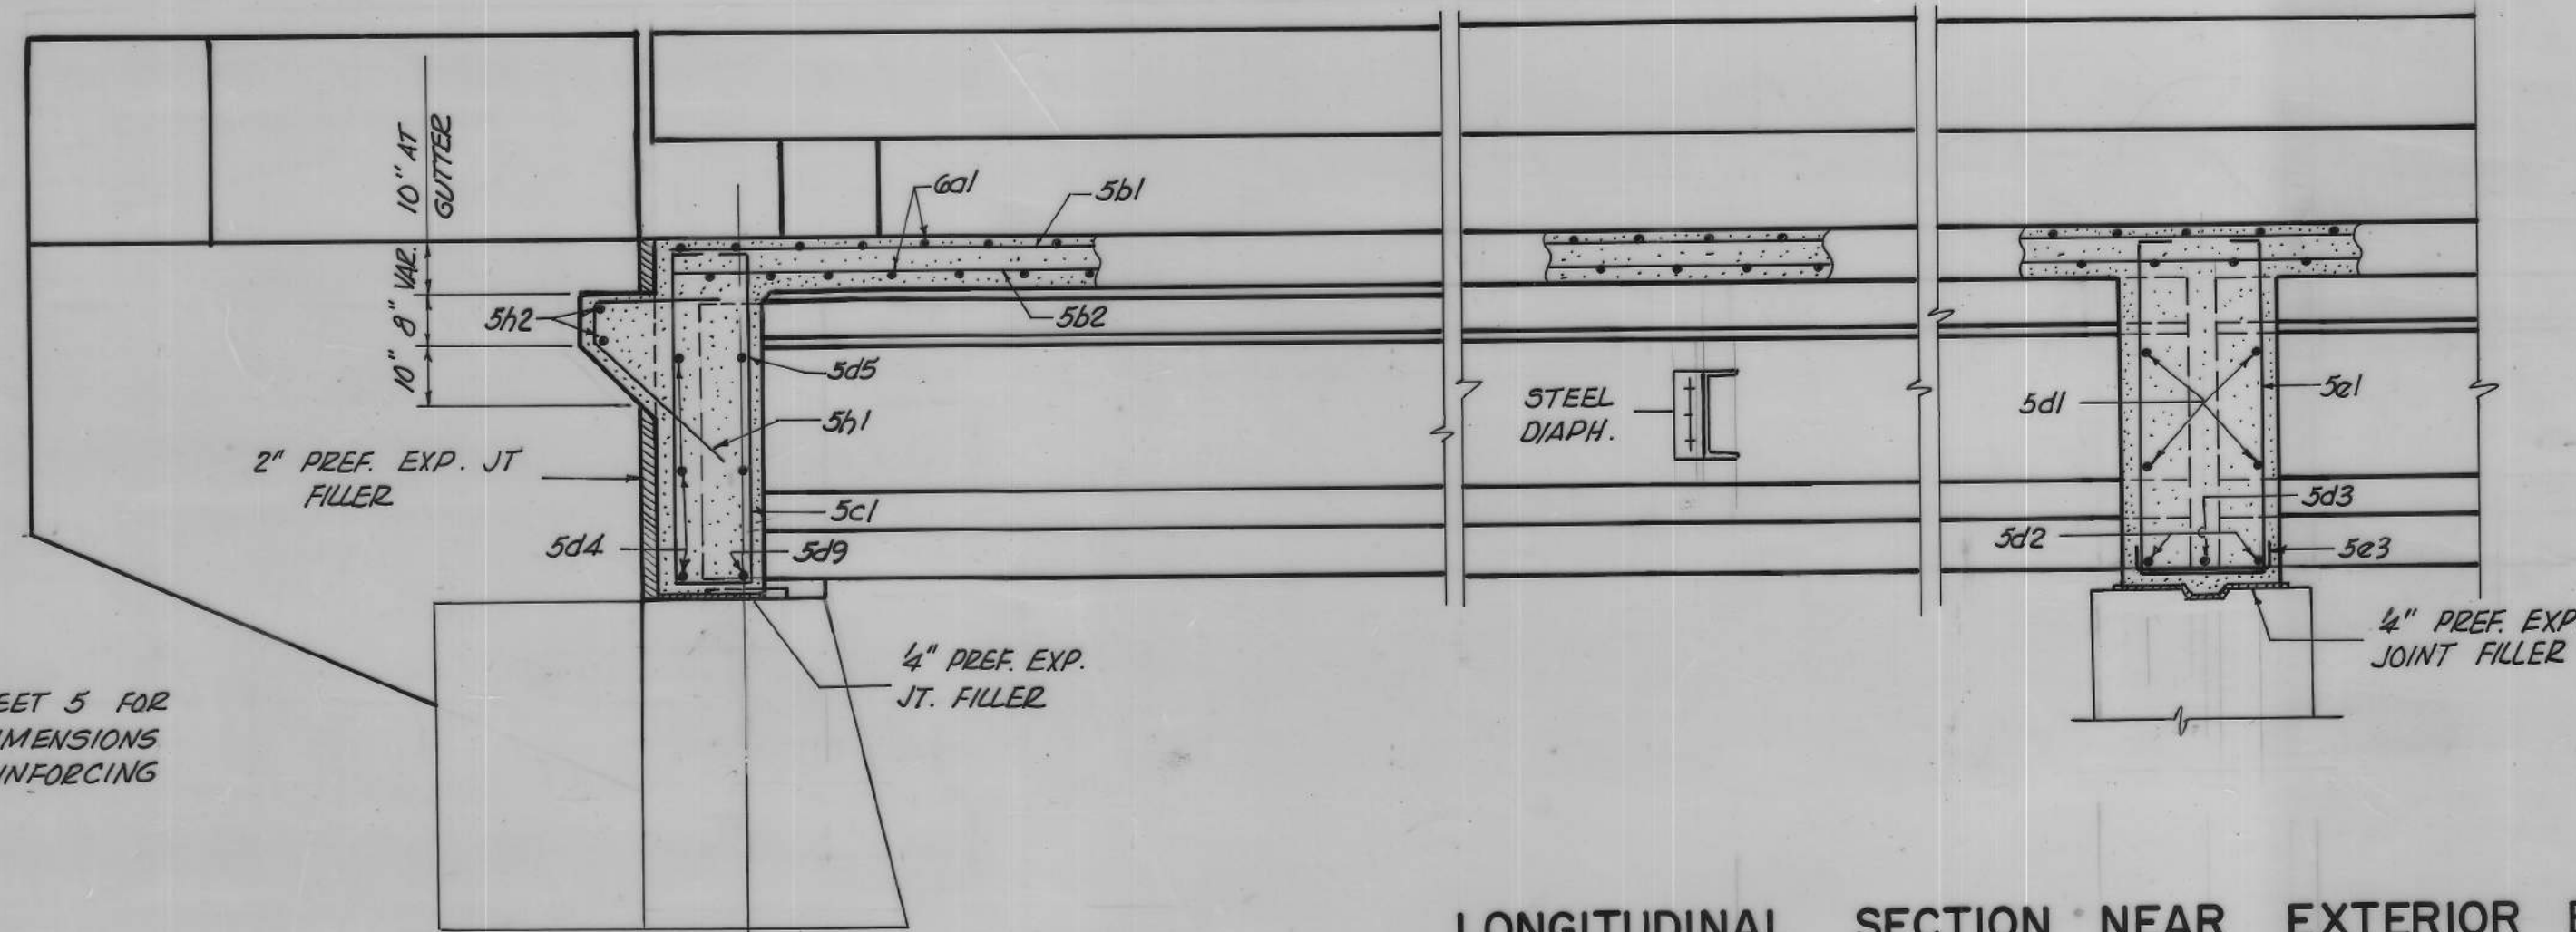 10" AT
GUTTER
VAR.
8"
10"
6a1
5b1
5h2
5b2
5d5
5h1
2" PREF. EXP. JT
FILLER
5c1
5d4
5d9
STEEL
DIAPH.
5d1
5e1
5d3
5d2
5e3
1/4" PREF. EXP.
JT. FILLER
1/4" PREF. EXP
JOINT FILLER
EET 5 FOR
MENSIONS
INFORCING
LONGITUDINAL SECTION NEAR EXTERIOR